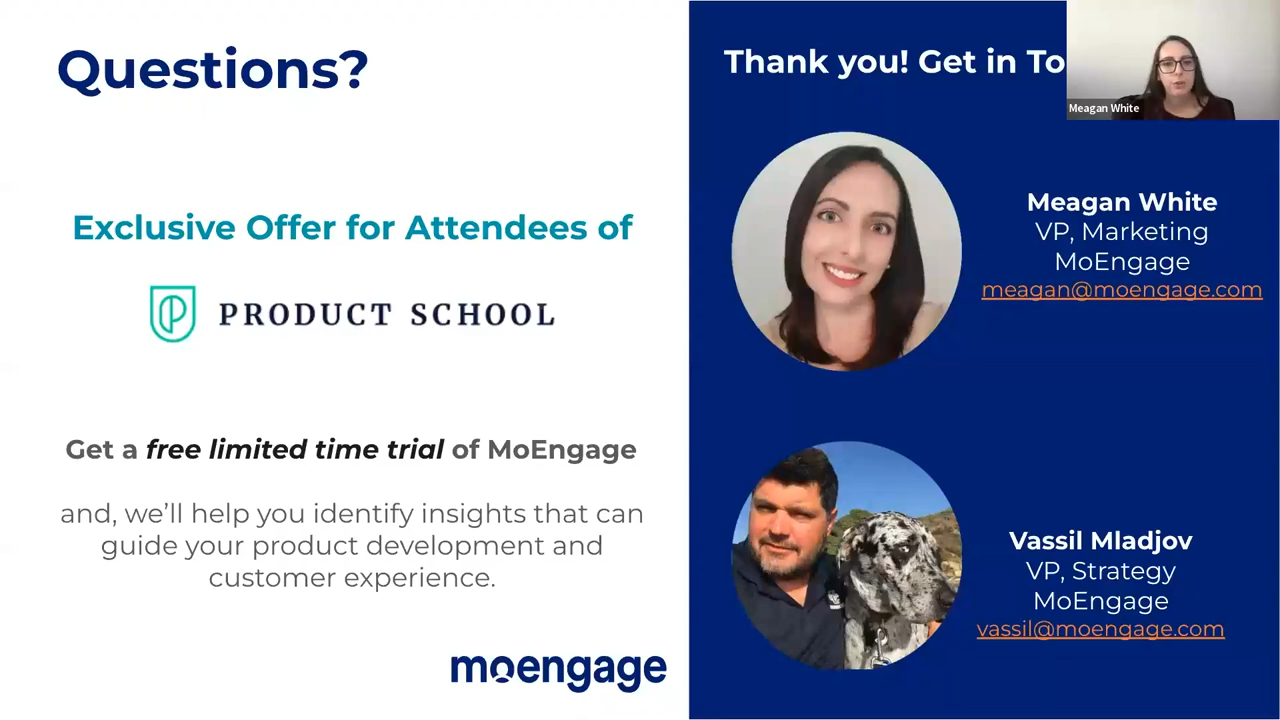 Questions?
Exclusive Offer for Attendees of
PRODUCT SCHOOL
Get a free limited time trial of MoEngage
and, we’ll help you identify insights that can
guide your product development and
customer experience.
moengage
Thank you! Get in To
Meagan White
Meagan White
VP, Marketing
MoEngage
meagan@moengage.com
Vassil Mladjov
VP, Strategy
MoEngage
vassil@moengage.com